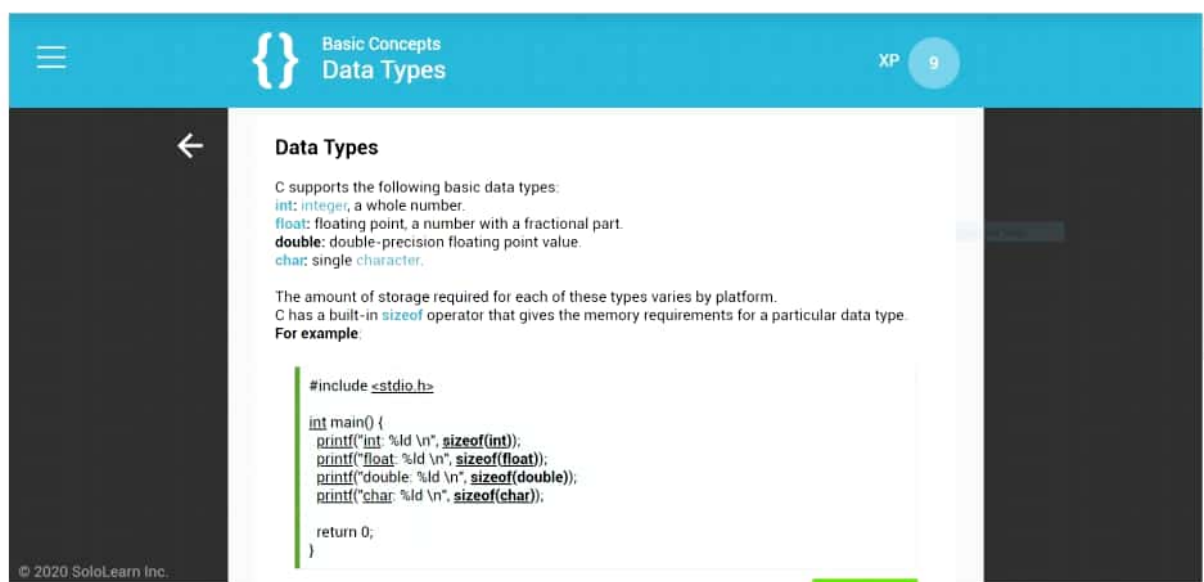 Basic Concepts
Data Types
XP 9
Data Types
C supports the following basic data types:
int: integer, a whole number.
float: floating point, a number with a fractional part.
double: double-precision floating point value.
char: single character.
The amount of storage required for each of these types varies by platform.
C has a built-in sizeof operator that gives the memory requirements for a particular data type.
For example:
#include <stdio.h>
int main() {
printf("int: %ld \n", sizeof(int));
printf("float: %ld \n", sizeof(float));
printf("double: %ld \n", sizeof(double));
printf("char: %ld \n", sizeof(char));
return 0;
}
© 2020 SoloLearn Inc.